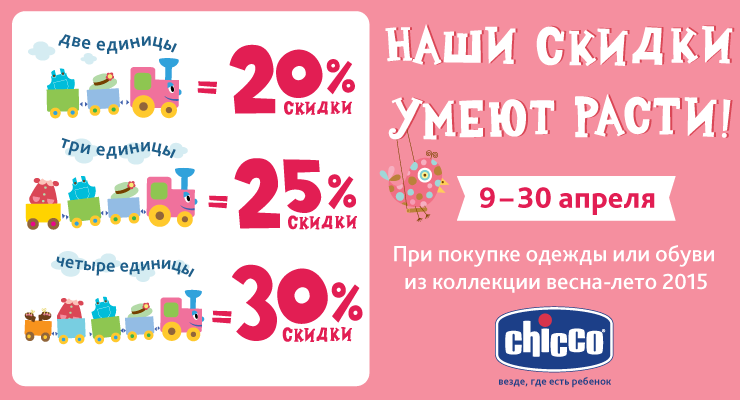 две единицы
= 20%
скидки
три единицы
= 25%
скидки
четыре единицы
= 30%
скидки
НАШИ СКИДКИ
УМЕЮТ РАСТИ!
9–30 апреля
При покупке одежды или обуви
из коллекции весна-лето 2015
chicco
везде, где есть ребенок